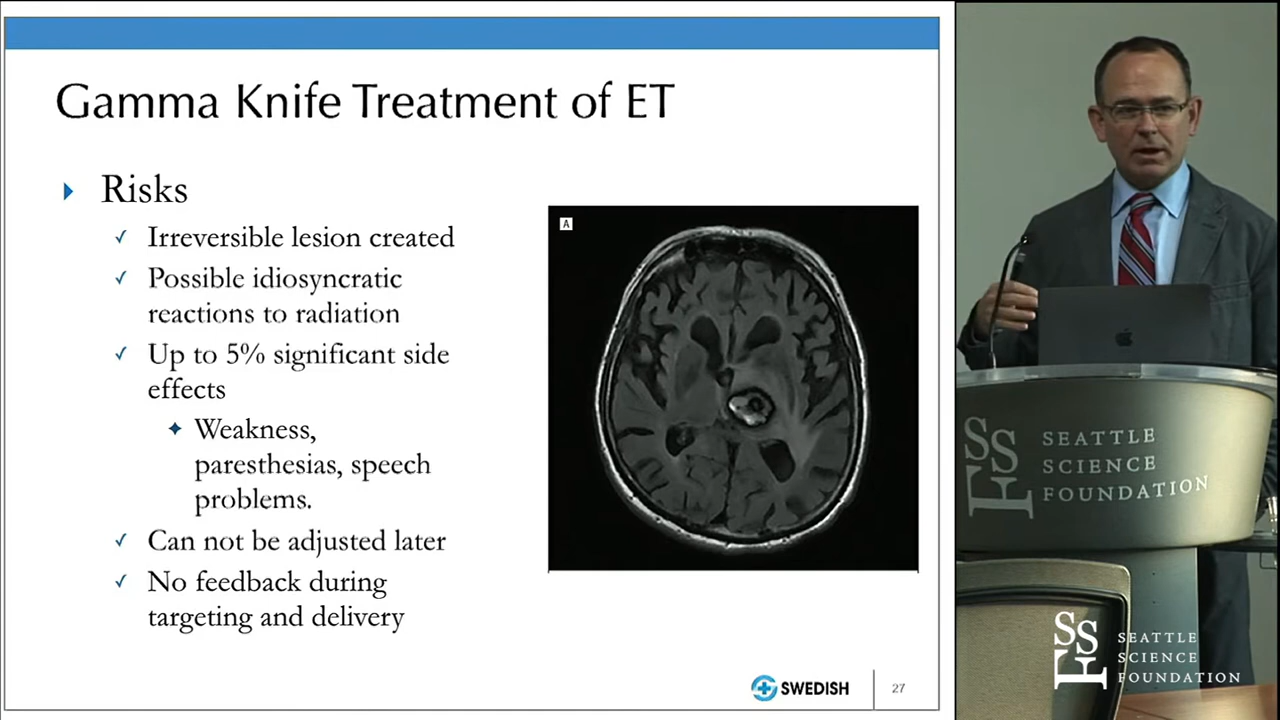 Gamma Knife Treatment of ET
Risks
Irreversible lesion created
Possible idiosyncratic
reactions to radiation
Up to 5% significant side
effects
Weakness,
paresthesias, speech
problems.
Can not be adjusted later
No feedback during
targeting and delivery
A
SWEDISH
27
SSF
SEATTLE
SCIENCE
FOUNDATION
SSF
SEATTLE
SCIENCE
FOUNDATION